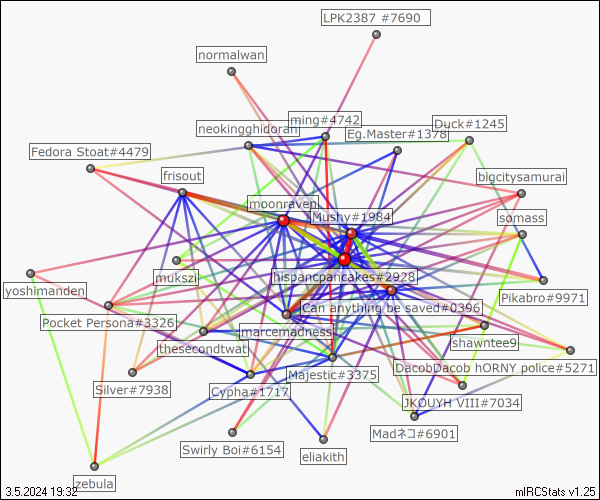 LPK2387 #7690
normalwan
ming#4742
neokingghidoran
Eg.Master#1378
Duck#1245
Fedora Stoat#4479
frisout
bigcitysamurai
moonraven
Mushy#1984
somass
mukszi
hispancpancakes#2928
yoshimanden
Pikabro#9971
Can anything be saved#0396
Pocket Persona#3326
marcemadness
thesecondtwat
shawntee9
DacobDacob hORNY police#5271
Majestic#3375
Silver#7938
Cypha#1717
JKOUYH VIII#7034
Madネコ#6901
Swirly Boi#6154
eliakith
zebula
3.5.2024 19:32
mIRCStats v1.25